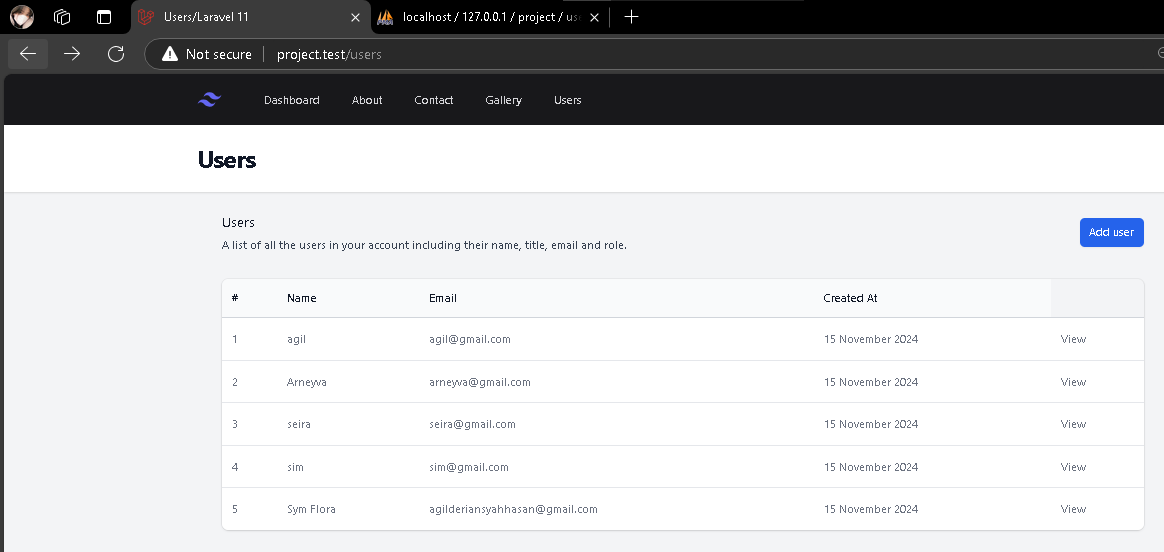 Users/Laravel 11
localhost / 127.0.0.1 / project / use
Not secure project.test/users
Dashboard About Contact Gallery Users
Users
Users
A list of all the users in your account including their name, title, email and role.
Add user
# Name Email Created At
1 agil agil@gmail.com 15 November 2024 View
2 Arneyva arneyva@gmail.com 15 November 2024 View
3 seira seira@gmail.com 15 November 2024 View
4 sim sim@gmail.com 15 November 2024 View
5 Sym Flora agilderiansyahhasan@gmail.com 15 November 2024 View